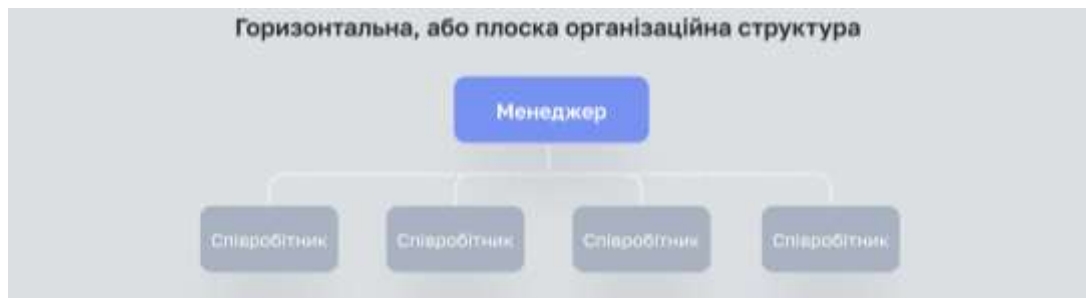 Горизонтальна, або плоска організаційна структура
Менеджер
Співробітник Співробітник Співробітник Співробітник